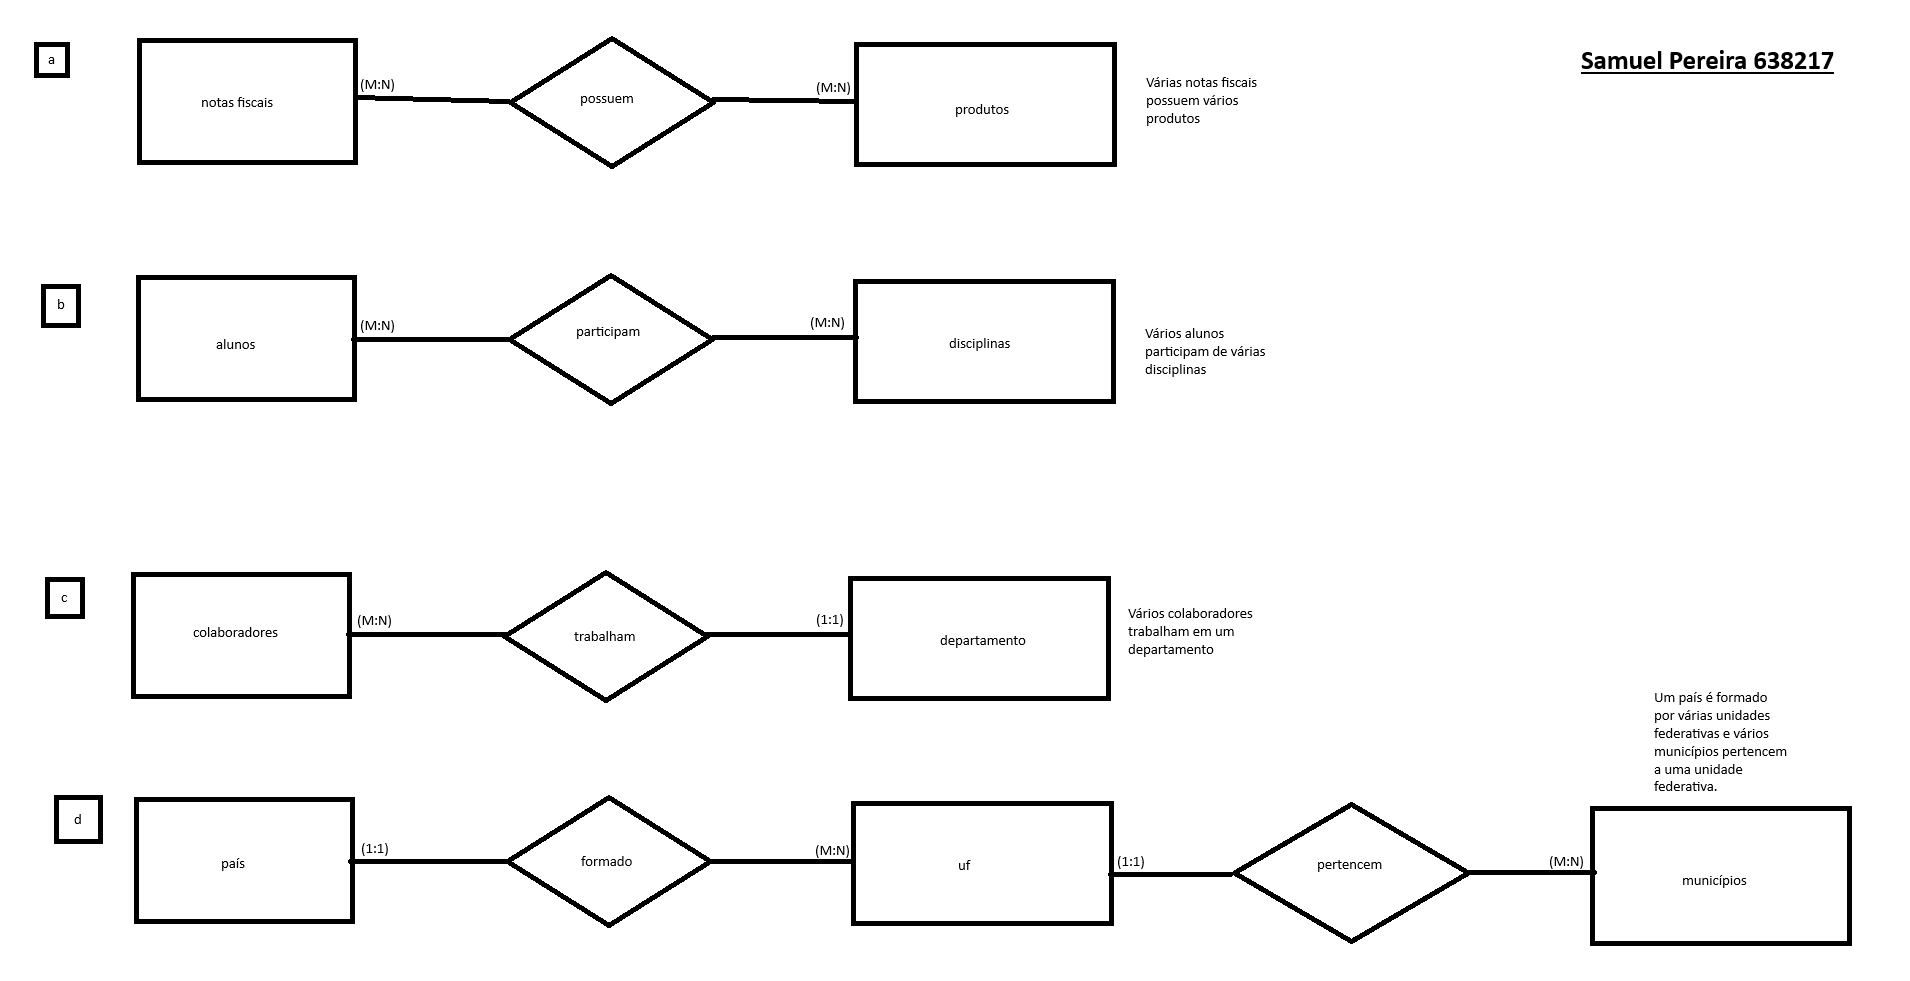 a
notas fiscais
(M:N)
possuem
(M:N)
produtos
Várias notas fiscais
possuem vários
produtos
Samuel Pereira 638217
b
alunos
(M:N)
participam
(M:N)
disciplinas
Vários alunos
participam de várias
disciplinas
c
colaboradores
(M:N)
trabalham
(1:1)
departamento
Vários colaboradores
trabalham em um
departamento
Um país é formado
por várias unidades
federativas e vários
municípios pertencem
a uma unidade
federativa.
d
país
(1:1)
formado
(M:N)
uf
(1:1)
pertencem
(M:N)
municípios